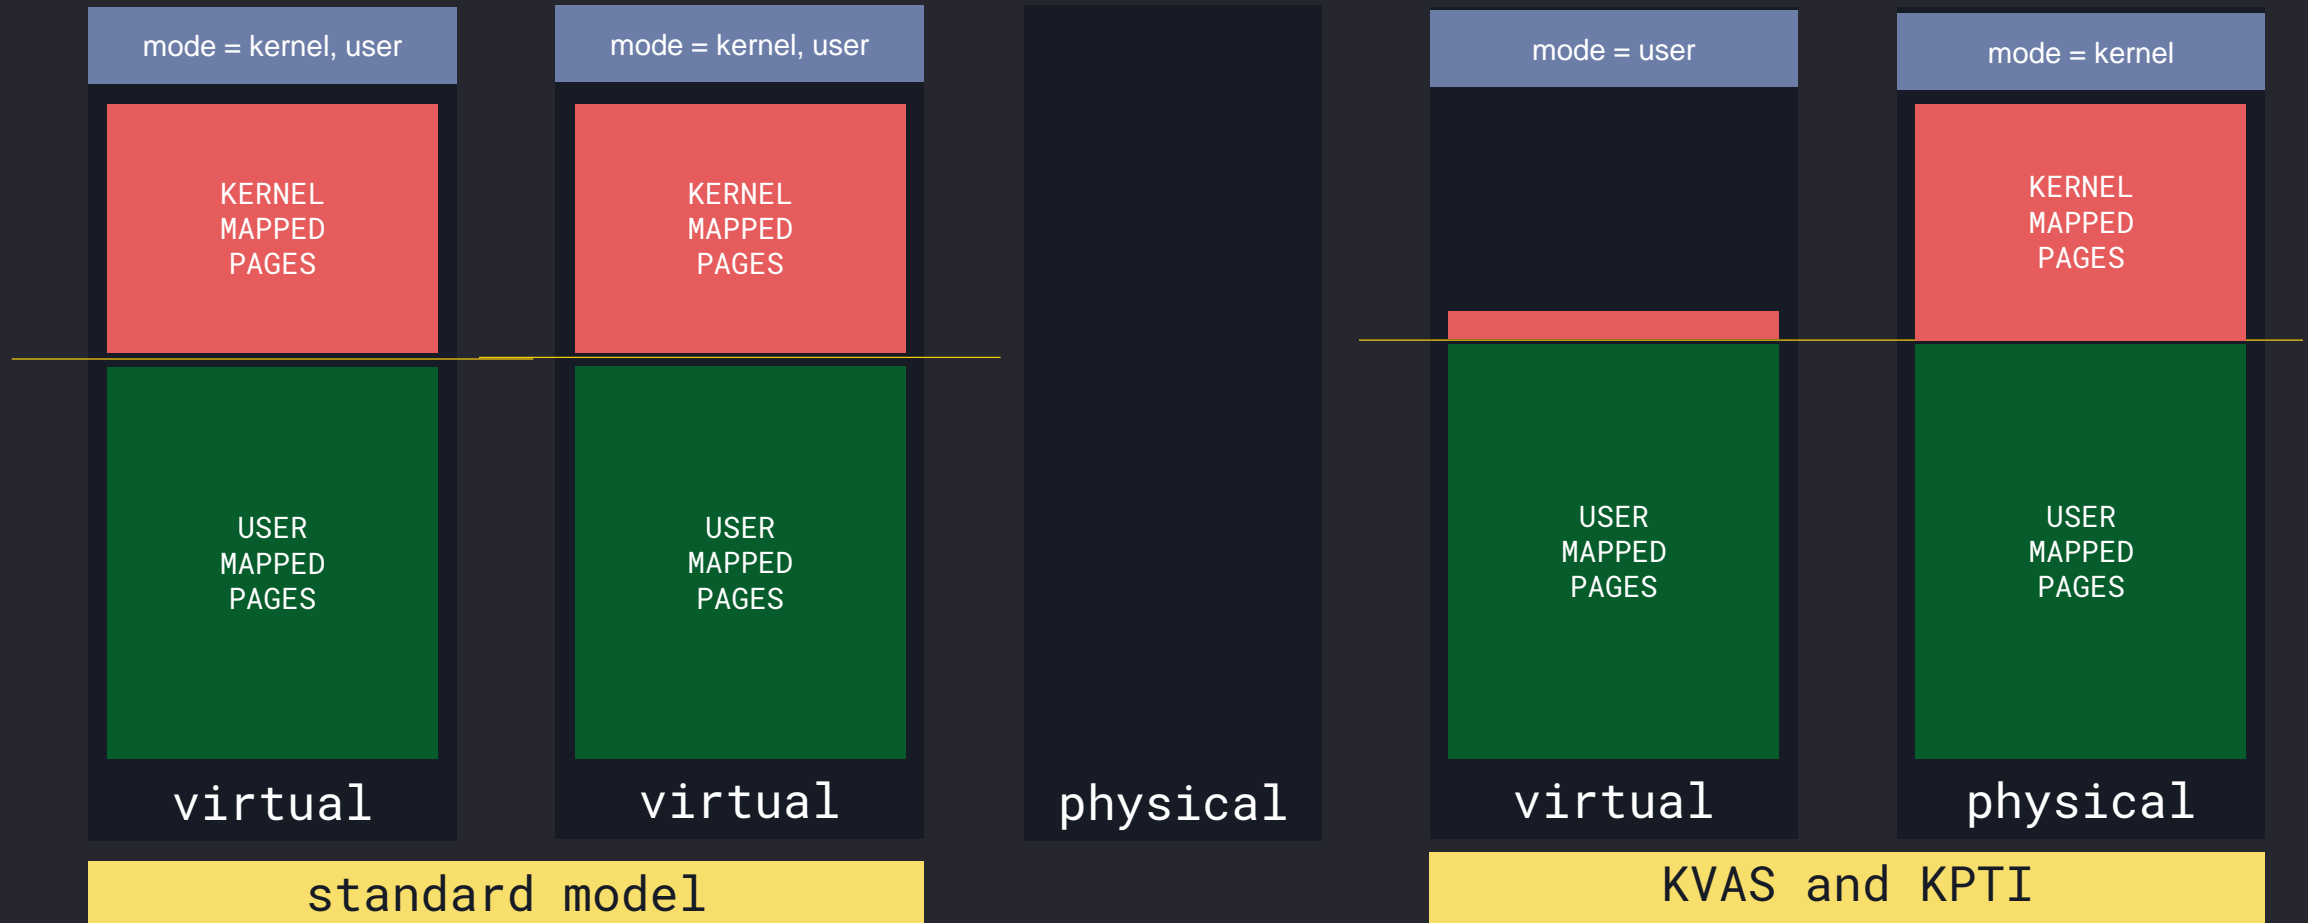 mode = kernel, user
KERNEL
MAPPED
PAGES
USER
MAPPED
PAGES
virtual
mode = kernel, user
KERNEL
MAPPED
PAGES
USER
MAPPED
PAGES
virtual
standard model
physical
mode = user
USER
MAPPED
PAGES
virtual
mode = kernel
KERNEL
MAPPED
PAGES
USER
MAPPED
PAGES
physical
KVAS and KPTI